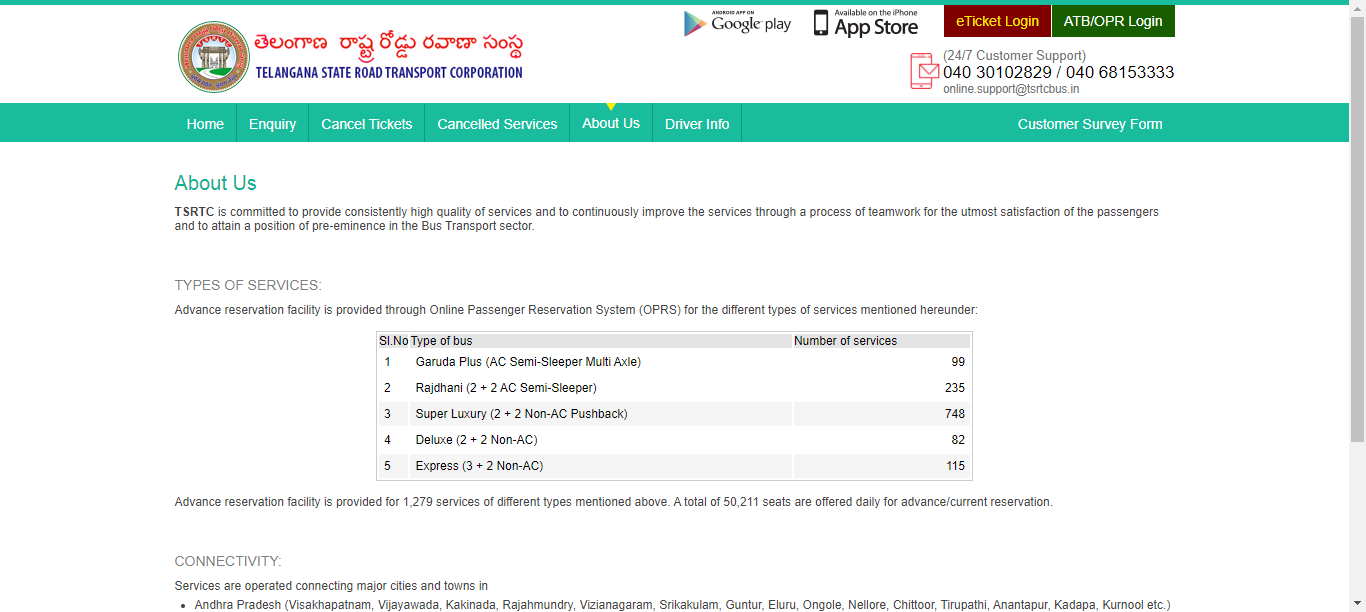 ANDROID APP ON
Google play
Available on the iPhone
App Store
eTicket Login
ATB/OPR Login
తెలంగాణ రాష్ట్ర రోడ్డు రవాణా సంస్థ
TELANGANA STATE ROAD TRANSPORT CORPORATION
(24/7 Customer Support)
040 30102829 / 040 68153333
online.support@tsrtcbus.in
Home Enquiry Cancel Tickets Cancelled Services About Us Driver Info Customer Survey Form
About Us
TSRTC is committed to provide consistently high quality of services and to continuously improve the services through a process of teamwork for the utmost satisfaction of the passengers
and to attain a position of pre-eminence in the Bus Transport sector.
TYPES OF SERVICES:
Advance reservation facility is provided through Online Passenger Reservation System (OPRS) for the different types of services mentioned hereunder:
Sl.No Type of bus Number of services
1 Garuda Plus (AC Semi-Sleeper Multi Axle) 99
2 Rajdhani (2 + 2 AC Semi-Sleeper) 235
3 Super Luxury (2 + 2 Non-AC Pushback) 748
4 Deluxe (2 + 2 Non-AC) 82
5 Express (3 + 2 Non-AC) 115
Advance reservation facility is provided for 1,279 services of different types mentioned above. A total of 50,211 seats are offered daily for advance/current reservation.
CONNECTIVITY:
Services are operated connecting major cities and towns in
• Andhra Pradesh (Visakhapatnam, Vijayawada, Kakinada, Rajahmundry, Vizianagaram, Srikakulam, Guntur, Eluru, Ongole, Nellore, Chittoor, Tirupathi, Anantapur, Kadapa, Kurnool etc.)